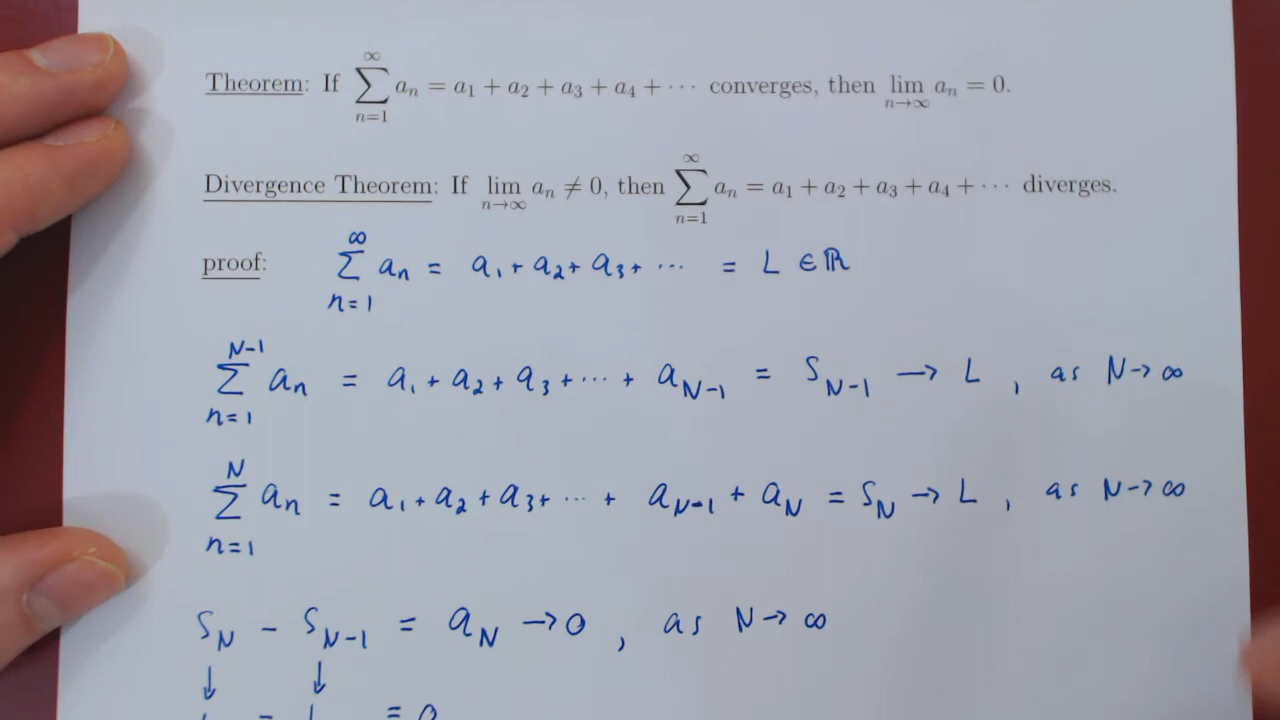 Theorem: If ∑_{n=1}^{∞} a_n = a_1 + a_2 + a_3 + a_4 + ⋯ converges, then lim_{n→∞} a_n = 0.
Divergence Theorem: If lim_{n→∞} a_n ≠ 0, then ∑_{n=1}^{∞} a_n = a_1 + a_2 + a_3 + a_4 + ⋯ diverges.
proof: ∑_{n=1}^{∞} a_n = a_1 + a_2 + a_3 + ⋯ = L ∈ ℝ
∑_{n=1}^{N-1} a_n = a_1 + a_2 + a_3 + ⋯ + a_{N-1} = S_{N-1} → L , as N→∞
∑_{n=1}^{N} a_n = a_1 + a_2 + a_3 + ⋯ + a_{N-1} + a_N = S_N → L , as N→∞
S_N - S_{N-1} = a_N → 0 , as N→∞
↓ ↓
L - L = 0